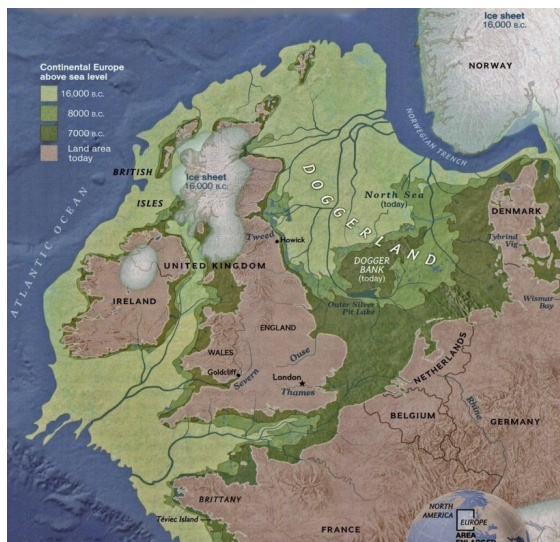 Continental Europe
above sea level
16,000 B.C.
8000 B.C.
7000 B.C.
Land area
today
Ice sheet
16,000 B.C.
NORWAY
NORWEGIAN TRENCH
BRITISH
ISLES
Ice sheet
16,000 B.C.
ATLANTIC OCEAN
DOGGERLAND
North Sea
(today)
DENMARK
Tybrind
Vig
Tweed
Howick
UNITED KINGDOM
DOGGER
BANK
(today)
Wismar
Bay
IRELAND
Outer Silver
Pit Lake
ENGLAND
WALES
Ouse
Goldcliff
Severn
London
Thames
NETHERLANDS
BELGIUM
Rhine
GERMANY
BRITTANY
Téviec Island
FRANCE
NORTH
AMERICA
EUROPE
AREA
ENLARGED